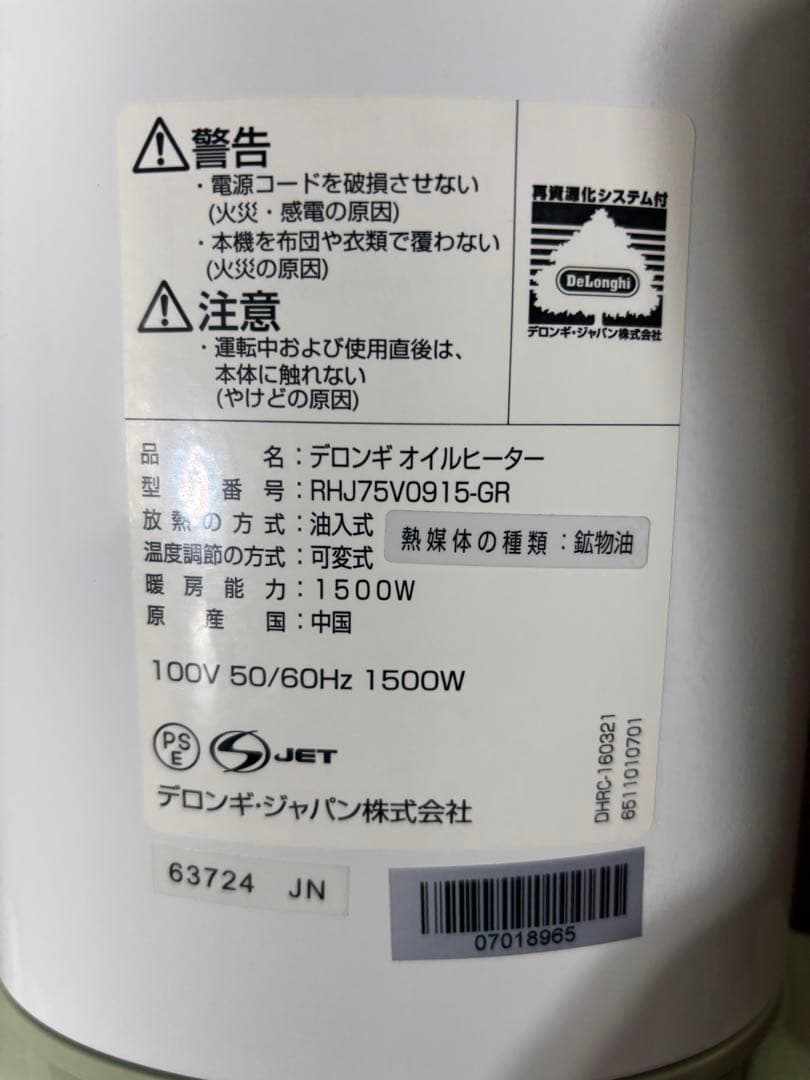 警告
・電源コードを破損させない
(火災・感電の原因)
・本機を布団や衣類で覆わない
(火災の原因)
注意
・運転中および使用直後は、
本体に触れない
(やけどの原因)
再資源化システム付
DeLonghi
デロンギ・ジャパン株式会社
品名：デロンギ オイルヒーター
型番号：RHJ75V0915-GR
放熱の方式：油入式
熱媒体の種類：鉱物油
温度調節の方式：可変式
暖房能力：1500W
原産国：中国
100V 50/60Hz 1500W
PSE
JET
デロンギ・ジャパン株式会社
DHRC-160321
6511010701
63724 JN
07018965